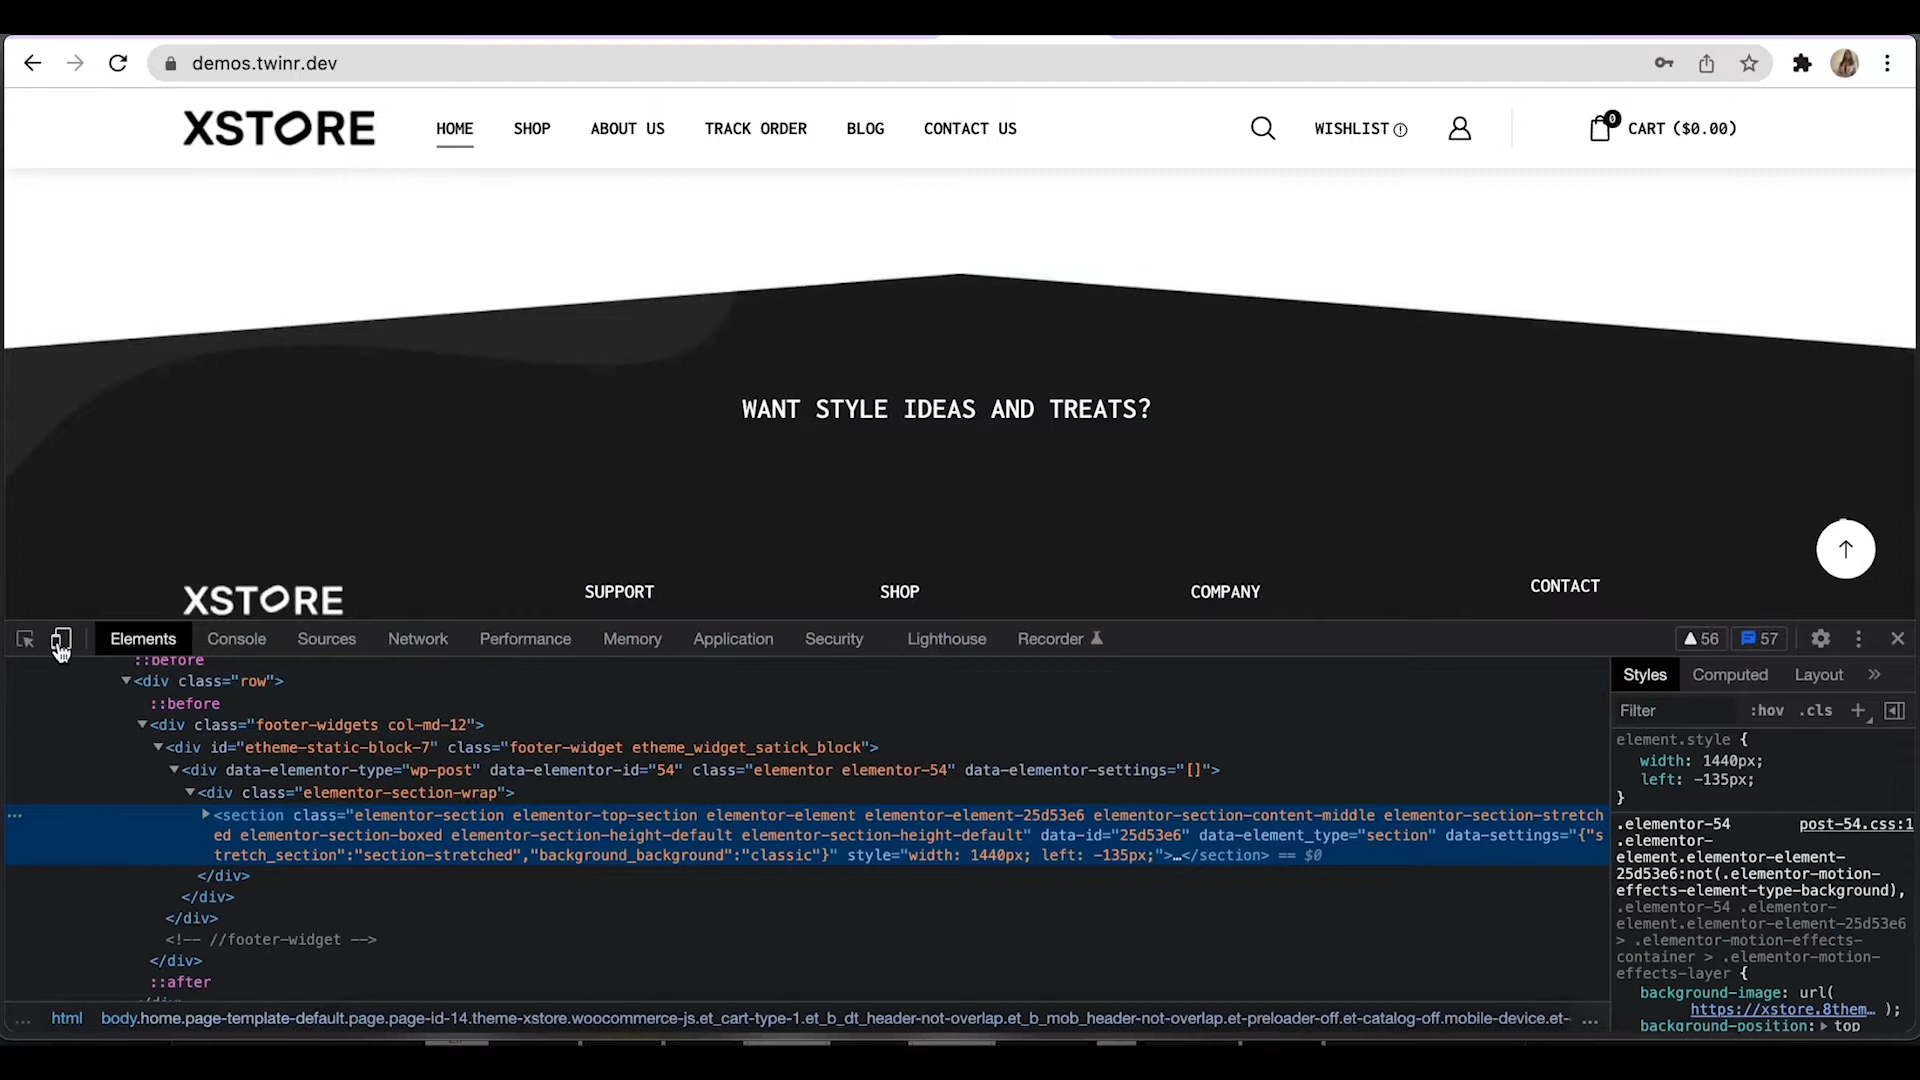 demos.twinr.dev
XSTORE HOME SHOP ABOUT US TRACK ORDER BLOG CONTACT US WISHLIST 0 CART ($0.00)
WANT STYLE IDEAS AND TREATS?
XSTORE SUPPORT SHOP COMPANY CONTACT
Elements Console Sources Network Performance Memory Application Security Lighthouse Recorder 56 57
::before
<div class="row">
::before
<div class="footer-widgets col-md-12">
<div id="etheme-static-block-7" class="footer-widget etheme_widget_satick_block">
<div data-elementor-type="wp-post" data-elementor-id="54" class="elementor elementor-54" data-elementor-settings="[]">
<div class="elementor-section-wrap">
<section class="elementor-section elementor-top-section elementor-element elementor-element-25d53e6 elementor-section-content-middle elementor-section-stretch
ed elementor-section-boxed elementor-section-height-default elementor-section-height-default" data-id="25d53e6" data-element_type="section" data-settings="{"s
tretch_section":"section-stretched","background_background":"classic"}" style="width: 1440px; left: -135px;">…</section> == $0
</div>
</div>
</div>
<!-- //footer-widget -->
</div>
::after
… html body.home.page-template-default.page.page-id-14.theme-xstore.woocommerce-js.et_cart-type-1.et_b_dt_header-not-overlap.et_b_mob_header-not-overlap.et-preloader-off.et-catalog-off.mobile-device.et- …
Styles Computed Layout »
Filter :hov .cls +
element.style {
width: 1440px;
left: -135px;
}
.elementor-54 post-54.css:1
.elementor-
element.elementor-element-
25d53e6:not(.elementor-motion-
effects-element-type-background),
.elementor-54 .elementor-
element.elementor-element-25d53e6
> .elementor-motion-effects-
container > .elementor-motion-
effects-layer {
background-image: url(
https://xstore.8them… );
background-position: top